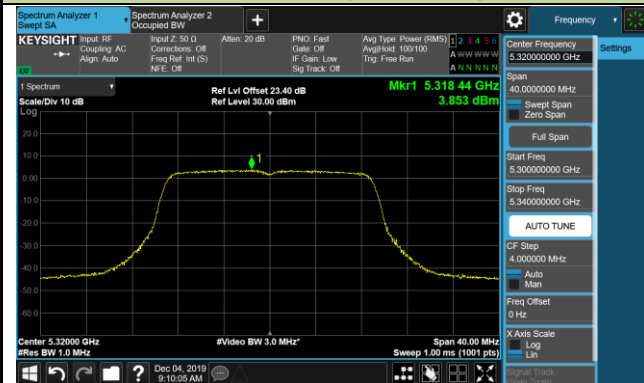 Spectrum Analyzer 1
Swept SA
Spectrum Analyzer 2
Occupied BW
+
Frequency
KEYSIGHT
Input: RF
Coupling: AC
Align: Auto
Input Z: 50 Ω
Corrections: Off
Freq Ref: Int (S)
NFE: Off
Atten: 20 dB
PNO: Fast
Gate: Off
IF Gain: Low
Sig Track: Off
Avg Type: Power (RMS)
Avg|Hold: 100/100
Trig: Free Run
1 2 3 4 5 6
A W W W W W
A N N N N N
Settings
1 Spectrum
Scale/Div 10 dB
Log
Ref Lvl Offset 23.40 dB
Ref Level 30.00 dBm
Mkr1 5.318 44 GHz
3.853 dBm
20.0
10.0
0.00
-10.0
-20.0
-30.0
-40.0
-50.0
-60.0
1
Center 5.32000 GHz
#Res BW 1.0 MHz
#Video BW 3.0 MHz*
Span 40.00 MHz
Sweep 1.00 ms (1001 pts)
Center Frequency
5.320000000 GHz
Span
40.0000000 MHz
Swept Span
Zero Span
Full Span
Start Freq
5.300000000 GHz
Stop Freq
5.340000000 GHz
AUTO TUNE
CF Step
4.000000 MHz
Auto
Man
Freq Offset
0 Hz
X Axis Scale
Log
Lin
Signal Track
?
Dec 04, 2019
9:10:05 AM